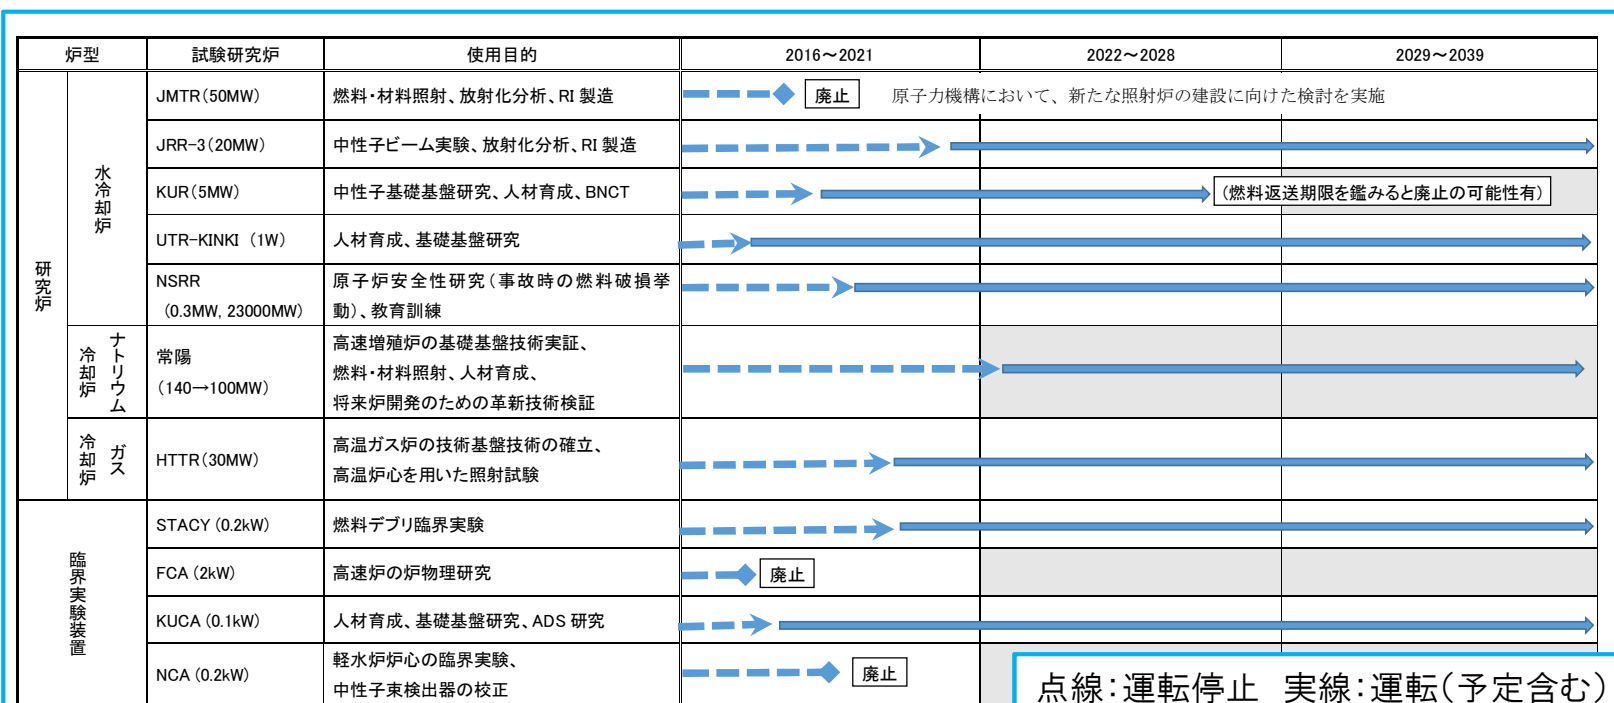 炉型 試験研究炉 使用目的 2016～2021 2022～2028 2029～2039
研究炉
水冷却炉
JMTR(50MW) 燃料・材料照射、放射化分析、RI 製造 廃止 原子力機構において、新たな照射炉の建設に向けた検討を実施
JRR-3(20MW) 中性子ビーム実験、放射化分析、RI 製造
KUR(5MW) 中性子基礎基盤研究、人材育成、BNCT (燃料返送期限を鑑みると廃止の可能性有)
UTR-KINKI (1W) 人材育成、基礎基盤研究
NSRR 原子炉安全性研究(事故時の燃料破損挙
(0.3MW, 23000MW) 動)、教育訓練
ナトリウム
冷却炉
常陽
(140→100MW)
高速増殖炉の基礎基盤技術実証、
燃料・材料照射、人材育成、
将来炉開発のための革新技術検証
ガス
冷却炉
HTTR(30MW)
高温ガス炉の技術基盤技術の確立、
高温炉心を用いた照射試験
臨界実験装置
STACY (0.2kW) 燃料デブリ臨界実験
FCA (2kW) 高速炉の炉物理研究 廃止
KUCA (0.1kW) 人材育成、基礎基盤研究、ADS 研究
NCA (0.2kW)
軽水炉炉心の臨界実験、
中性子束検出器の校正
廃止
点線：運転停止 実線：運転(予定含む)